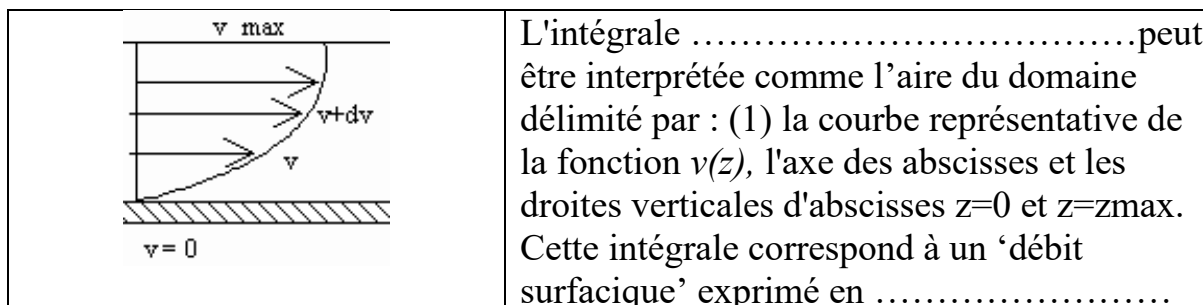 v max
v+dv
v
v = 0
L'intégrale ……………………………….peut
être interprétée comme l’aire du domaine
délimité par : (1) la courbe représentative de
la fonction v(z), l'axe des abscisses et les
droites verticales d'abscisses z=0 et z=zmax.
Cette intégrale correspond à un ‘débit
surfacique’ exprimé en ……………………